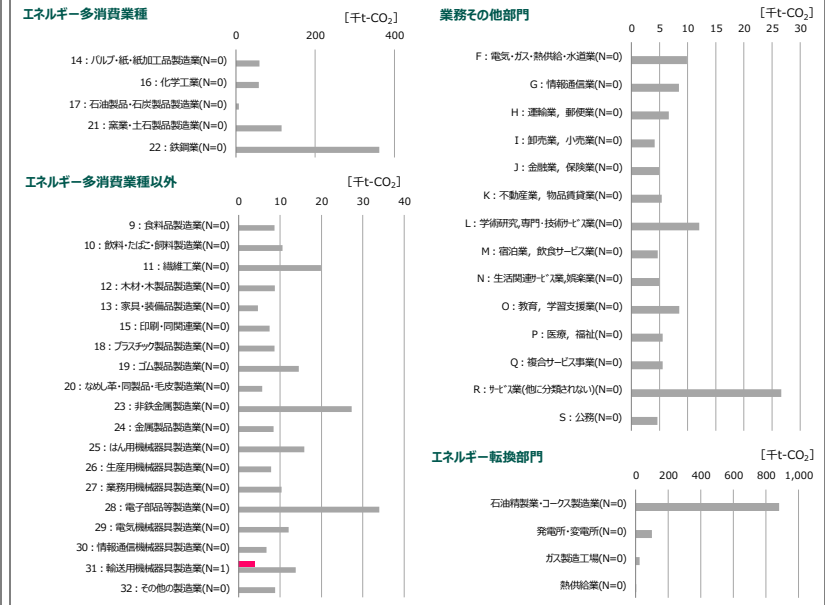 エネルギー多消費業種
[千t-CO₂]
0 200 400
14：パルプ・紙・紙加工品製造業(N=0)
16：化学工業(N=0)
17：石油製品・石炭製品製造業(N=0)
21：窯業・土石製品製造業(N=0)
22：鉄鋼業(N=0)
エネルギー多消費業種以外
[千t-CO₂]
0 10 20 30 40
9：食料品製造業(N=0)
10：飲料・たばこ・飼料製造業(N=0)
11：繊維工業(N=0)
12：木材・木製品製造業(N=0)
13：家具・装備品製造業(N=0)
15：印刷・同関連業(N=0)
18：プラスチック製品製造業(N=0)
19：ゴム製品製造業(N=0)
20：なめし革・同製品・毛皮製造業(N=0)
23：非鉄金属製造業(N=0)
24：金属製品製造業(N=0)
25：はん用機械器具製造業(N=0)
26：生産用機械器具製造業(N=0)
27：業務用機械器具製造業(N=0)
28：電子部品等製造業(N=0)
29：電気機械器具製造業(N=0)
30：情報通信機械器具製造業(N=0)
31：輸送用機械器具製造業(N=1)
32：その他の製造業(N=0)
業務その他部門
[千t-CO₂]
0 5 10 15 20 25 30
F：電気・ガス・熱供給・水道業(N=0)
G：情報通信業(N=0)
H：運輸業，郵便業(N=0)
I：卸売業，小売業(N=0)
J：金融業，保険業(N=0)
K：不動産業，物品賃貸業(N=0)
L：学術研究,専門・技術ｻｰﾋﾞｽ業(N=0)
M：宿泊業，飲食サービス業(N=0)
N：生活関連ｻｰﾋﾞｽ業,娯楽業(N=0)
O：教育，学習支援業(N=0)
P：医療，福祉(N=0)
Q：複合サービス事業(N=0)
R：ｻｰﾋﾞｽ業(他に分類されない)(N=0)
S：公務(N=0)
エネルギー転換部門
[千t-CO₂]
0 200 400 600 800 1,000
石油精製業・コークス製造業(N=0)
発電所・変電所(N=0)
ガス製造工場(N=0)
熱供給業(N=0)